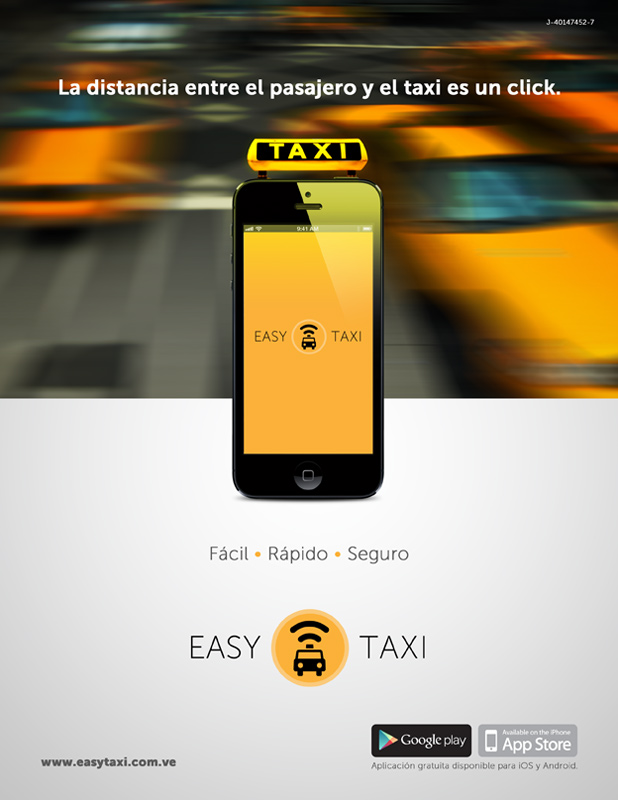 J-40147452-7
La distancia entre el pasajero y el taxi es un click.
TAXI
9:41 AM
EASY TAXI
Fácil • Rápido • Seguro
EASY TAXI
Google play
Available on the iPhone
App Store
www.easytaxi.com.ve
Aplicación gratuita disponible para iOS y Android.